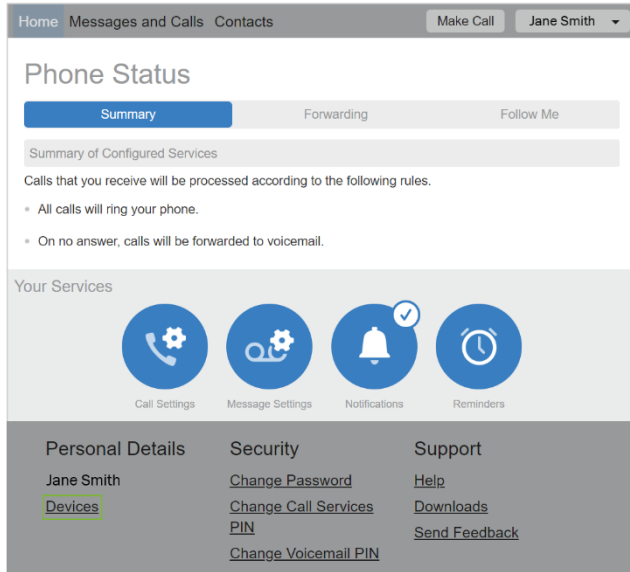 Home Messages and Calls Contacts Make Call Jane Smith
Phone Status
Summary Forwarding Follow Me
Summary of Configured Services
Calls that you receive will be processed according to the following rules.
All calls will ring your phone.
On no answer, calls will be forwarded to voicemail.
Your Services
Call Settings Message Settings Notifications Reminders
Personal Details Security Support
Jane Smith Change Password Help
Devices Change Call Services Downloads
PIN Send Feedback
Change Voicemail PIN